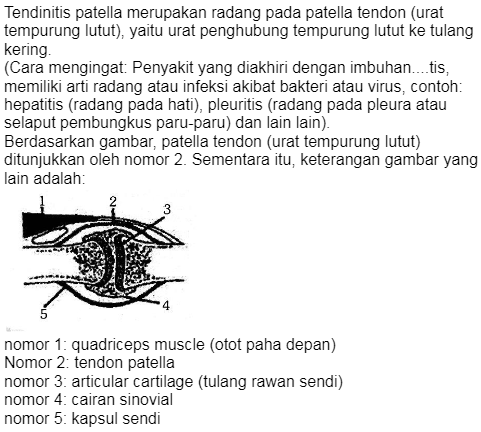 Tendinitis patella merupakan radang pada patella tendon (urat
tempurung lutut), yaitu urat penghubung tempurung lutut ke tulang
kering.
(Cara mengingat: Penyakit yang diakhiri dengan imbuhan....tis,
memiliki arti radang atau infeksi akibat bakteri atau virus, contoh:
hepatitis (radang pada hati), pleuritis (radang pada pleura atau
selaput pembungkus paru-paru) dan lain lain).
Berdasarkan gambar, patella tendon (urat tempurung lutut)
ditunjukkan oleh nomor 2. Sementara itu, keterangan gambar yang
lain adalah:
1 2 3
5 4
nomor 1: quadriceps muscle (otot paha depan)
Nomor 2: tendon patella
nomor 3: articular cartilage (tulang rawan sendi)
nomor 4: cairan sinovial
nomor 5: kapsul sendi